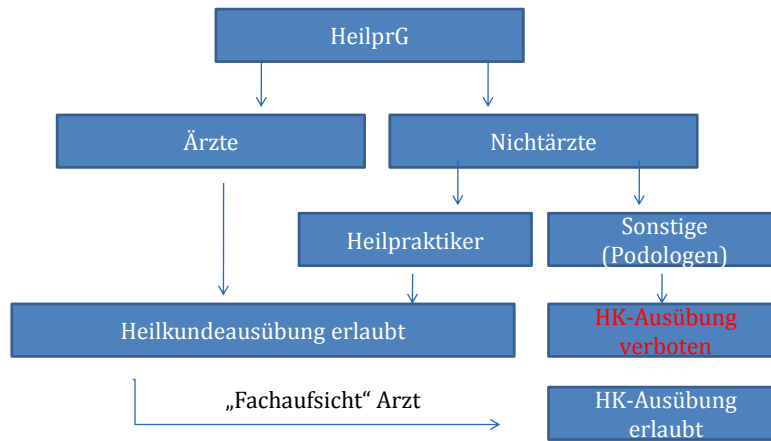 HeilprG
Ärzte
Nichtärzte
Heilpraktiker
Sonstige
(Podologen)
Heilkundeausübung erlaubt
HK-Ausübung
verboten
„Fachaufsicht“ Arzt
HK-Ausübung
erlaubt